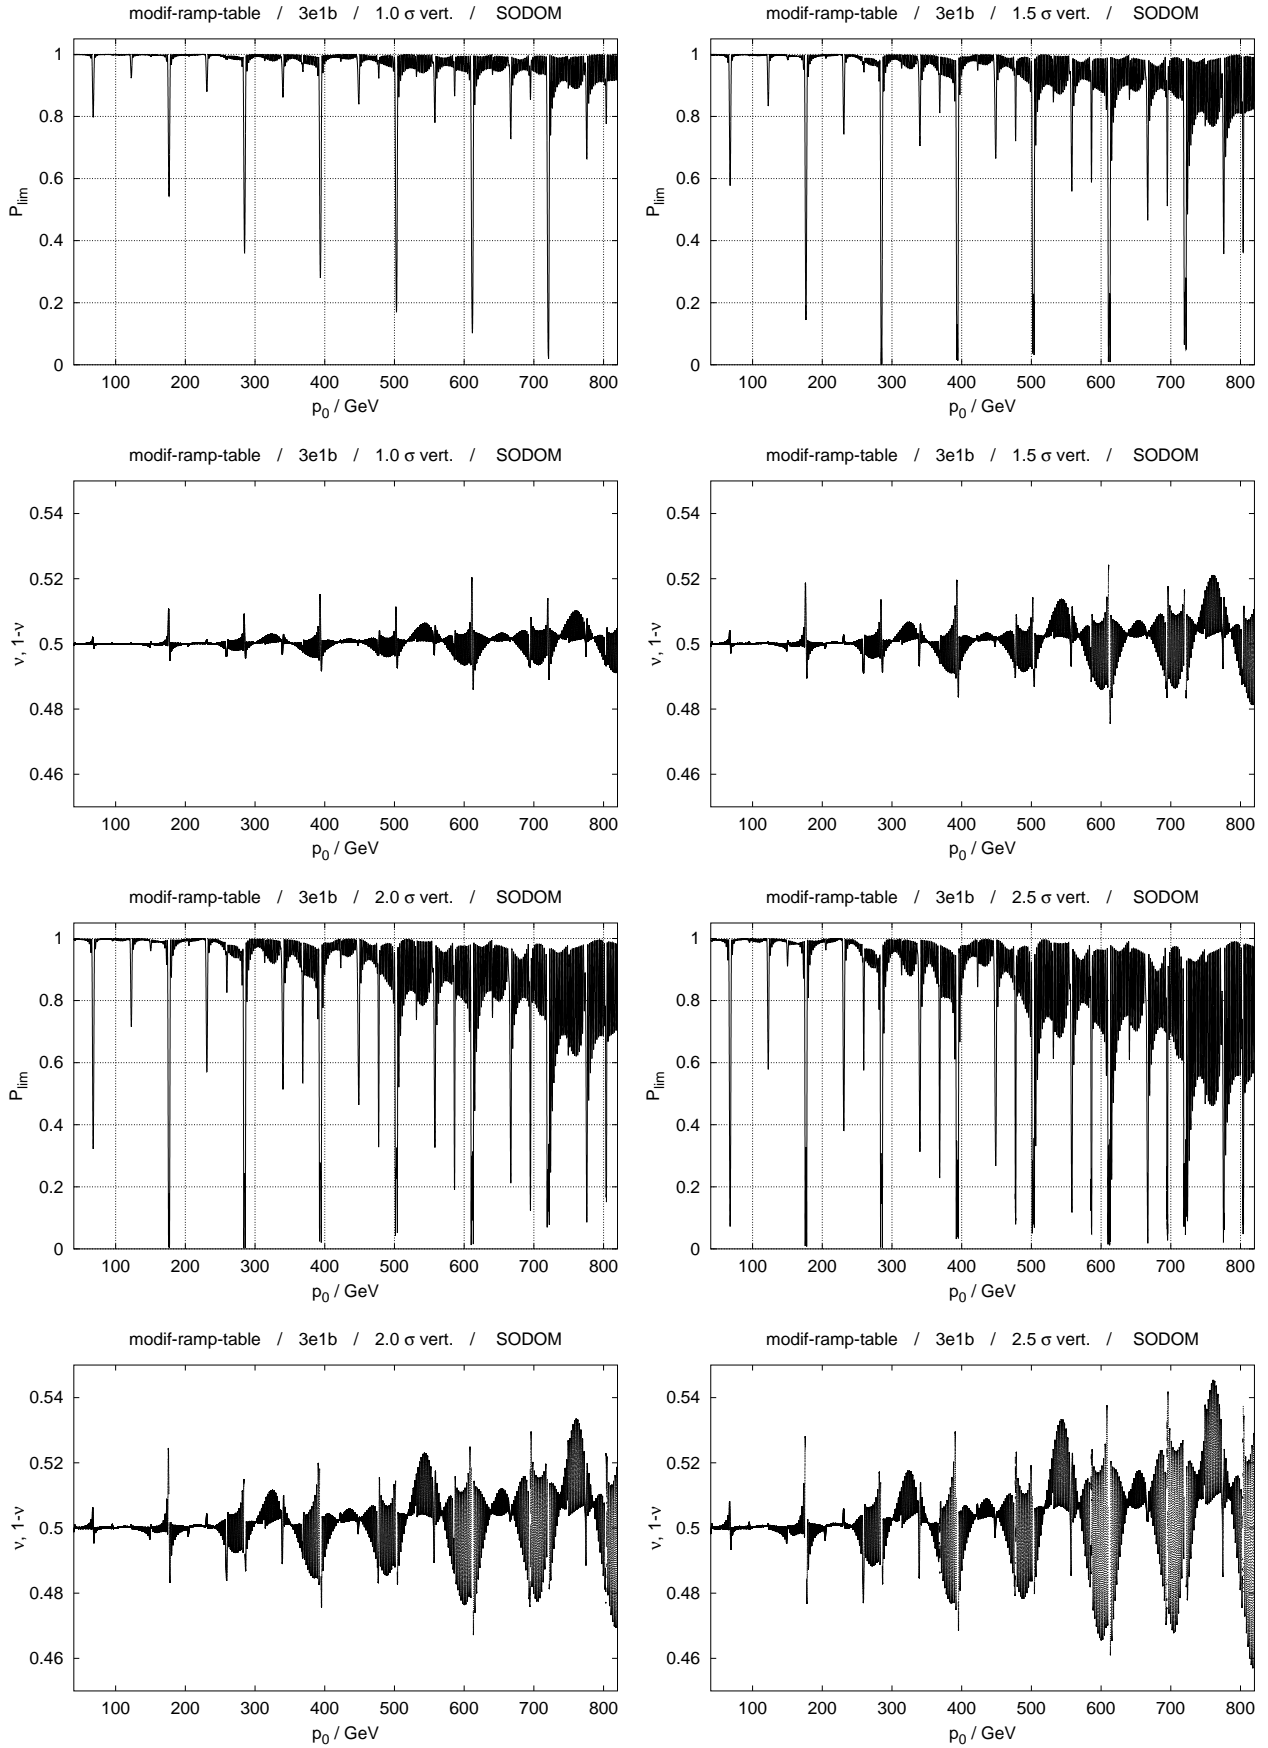 modif-ramp-table / 3e1b / 1.0 σ vert. / SODOM
1
0.8
0.6
0.4
0.2
0
P_lim
100 200 300 400 500 600 700 800
p_0 / GeV
modif-ramp-table / 3e1b / 1.5 σ vert. / SODOM
1
0.8
0.6
0.4
0.2
0
P_lim
100 200 300 400 500 600 700 800
p_0 / GeV
modif-ramp-table / 3e1b / 1.0 σ vert. / SODOM
0.54
0.52
0.5
0.48
0.46
ν, 1-ν
100 200 300 400 500 600 700 800
p_0 / GeV
modif-ramp-table / 3e1b / 1.5 σ vert. / SODOM
0.54
0.52
0.5
0.48
0.46
ν, 1-ν
100 200 300 400 500 600 700 800
p_0 / GeV
modif-ramp-table / 3e1b / 2.0 σ vert. / SODOM
1
0.8
0.6
0.4
0.2
0
P_lim
100 200 300 400 500 600 700 800
p_0 / GeV
modif-ramp-table / 3e1b / 2.5 σ vert. / SODOM
1
0.8
0.6
0.4
0.2
0
P_lim
100 200 300 400 500 600 700 800
p_0 / GeV
modif-ramp-table / 3e1b / 2.0 σ vert. / SODOM
0.54
0.52
0.5
0.48
0.46
ν, 1-ν
100 200 300 400 500 600 700 800
p_0 / GeV
modif-ramp-table / 3e1b / 2.5 σ vert. / SODOM
0.54
0.52
0.5
0.48
0.46
ν, 1-ν
100 200 300 400 500 600 700 800
p_0 / GeV